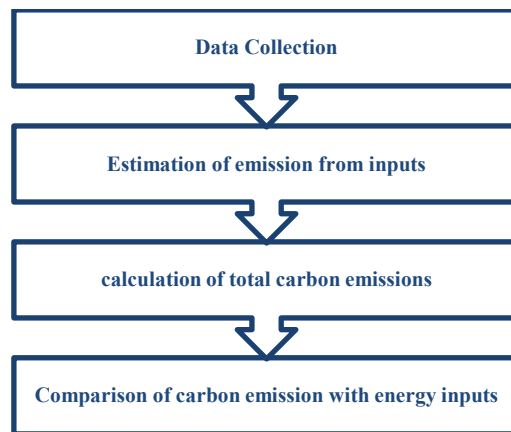 Data Collection
Estimation of emission from inputs
calculation of total carbon emissions
Comparison of carbon emission with energy inputs